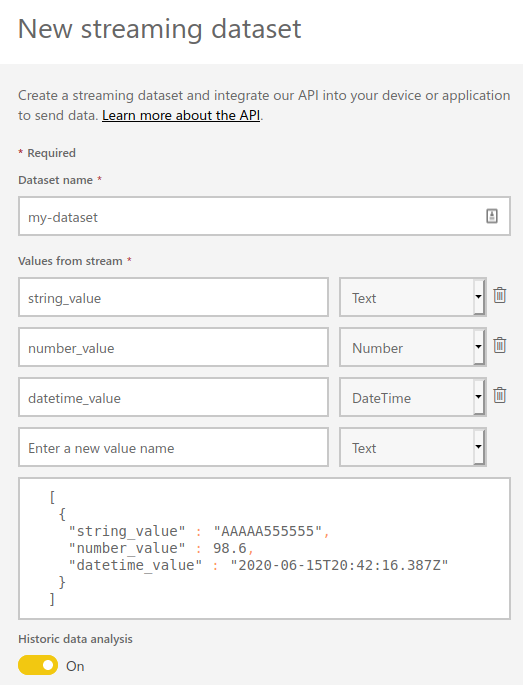 New streaming dataset
Create a streaming dataset and integrate our API into your device or application
to send data. Learn more about the API.
* Required
Dataset name *
my-dataset
Values from stream *
string_value Text
number_value Number
datetime_value DateTime
Enter a new value name Text
[
{
"string_value" : "AAAAA555555",
"number_value" : 98.6,
"datetime_value" : "2020-06-15T20:42:16.387Z"
}
]
Historic data analysis
On